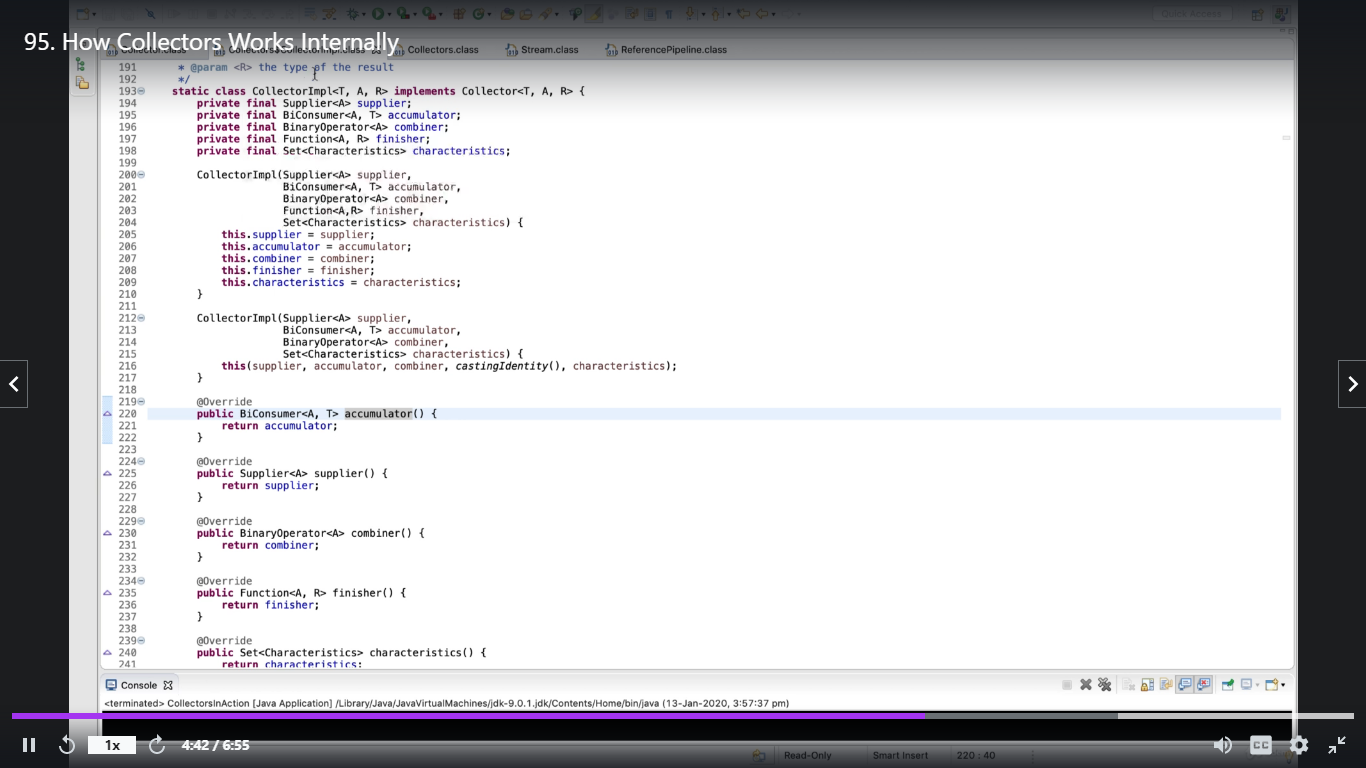 Quick Access
95. How Collectors Works Internally
Collectors.class
Stream.class
ReferencePipeline.class
191 * @param <R> the type of the result
192 */
193 static class CollectorImpl<T, A, R> implements Collector<T, A, R> {
194 private final Supplier<A> supplier;
195 private final BiConsumer<A, T> accumulator;
196 private final BinaryOperator<A> combiner;
197 private final Function<A, R> finisher;
198 private final Set<Characteristics> characteristics;
199
200 CollectorImpl(Supplier<A> supplier,
201 BiConsumer<A, T> accumulator,
202 BinaryOperator<A> combiner,
203 Function<A,R> finisher,
204 Set<Characteristics> characteristics) {
205 this.supplier = supplier;
206 this.accumulator = accumulator;
207 this.combiner = combiner;
208 this.finisher = finisher;
209 this.characteristics = characteristics;
210 }
211
212 CollectorImpl(Supplier<A> supplier,
213 BiConsumer<A, T> accumulator,
214 BinaryOperator<A> combiner,
215 Set<Characteristics> characteristics) {
216 this(supplier, accumulator, combiner, castingIdentity(), characteristics);
217 }
218
219 @Override
220 public BiConsumer<A, T> accumulator() {
221 return accumulator;
222 }
223
224 @Override
225 public Supplier<A> supplier() {
226 return supplier;
227 }
228
229 @Override
230 public BinaryOperator<A> combiner() {
231 return combiner;
232 }
233
234 @Override
235 public Function<A, R> finisher() {
236 return finisher;
237 }
238
239 @Override
240 public Set<Characteristics> characteristics() {
241 return characteristics;
Console
<terminated> CollectorsInAction [Java Application] /Library/Java/JavaVirtualMachines/jdk-9.0.1.jdk/Contents/Home/bin/java (13-Jan-2020, 3:57:37 pm)
1x 4:42 / 6:55 CC
Read-Only Smart Insert 220 : 40